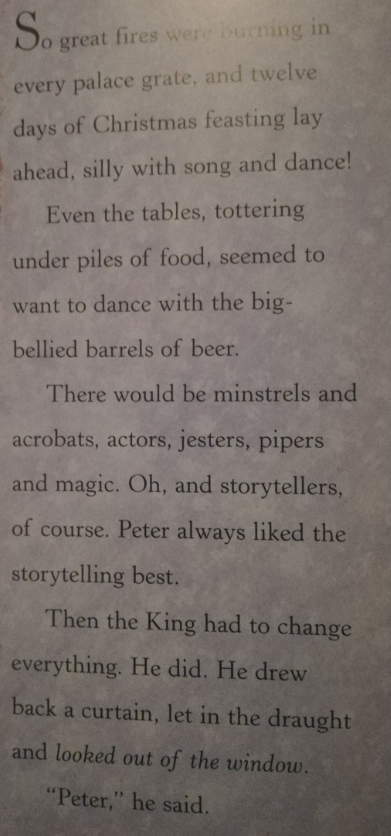 So great fires were burning in
every palace grate, and twelve
days of Christmas feasting lay
ahead, silly with song and dance!
Even the tables, tottering
under piles of food, seemed to
want to dance with the big-
bellied barrels of beer.
There would be minstrels and
acrobats, actors, jesters, pipers
and magic. Oh, and storytellers,
of course. Peter always liked the
storytelling best.
Then the King had to change
everything. He did. He drew
back a curtain, let in the draught
and looked out of the window.
“Peter,” he said.